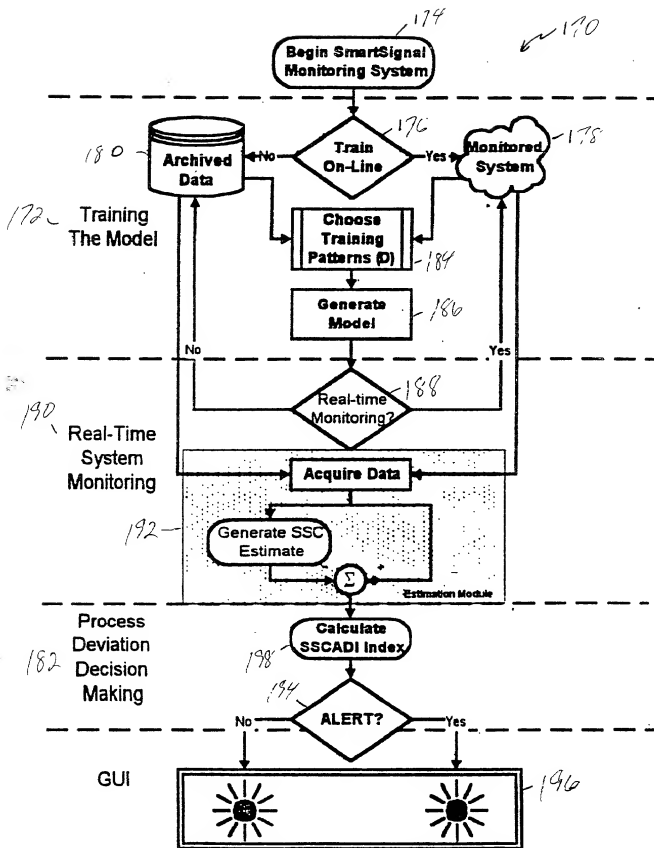 174
170
Begin SmartSignal
Monitoring System
176
178
180
Archived
Data
No
Train
On-Line
Yes
Monitored
System
172
Training
The Model
Choose
Training
Patterns (D)
184
Generate
Model
186
No
Yes
188
Real-time
Monitoring?
190
Real-Time
System
Monitoring
Acquire Data
192
Generate SSC
Estimate
-
+
Σ
Estimation Module
182
Process
Deviation
Decision
Making
Calculate
SSCADI Index
198
194
No
ALERT?
Yes
GUI
196